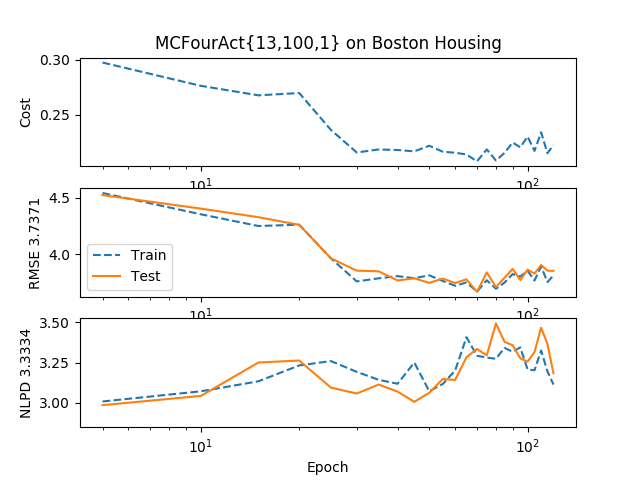 MCFourAct{13,100,1} on Boston Housing
0.30
0.25
Cost
10¹ 10²
4.5
4.0
RMSE 3.7371
Train
Test
10¹ 10²
3.50
3.25
3.00
NLPD 3.3334
10¹ 10²
Epoch